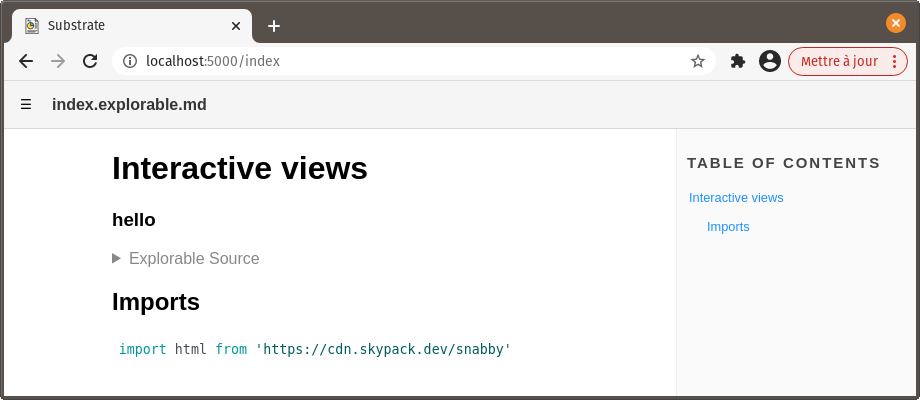 Substrate
localhost:5000/index
Mettre à jour
index.explorable.md
Interactive views
hello
Explorable Source
Imports
import html from 'https://cdn.skypack.dev/snabby'
TABLE OF CONTENTS
Interactive views
Imports